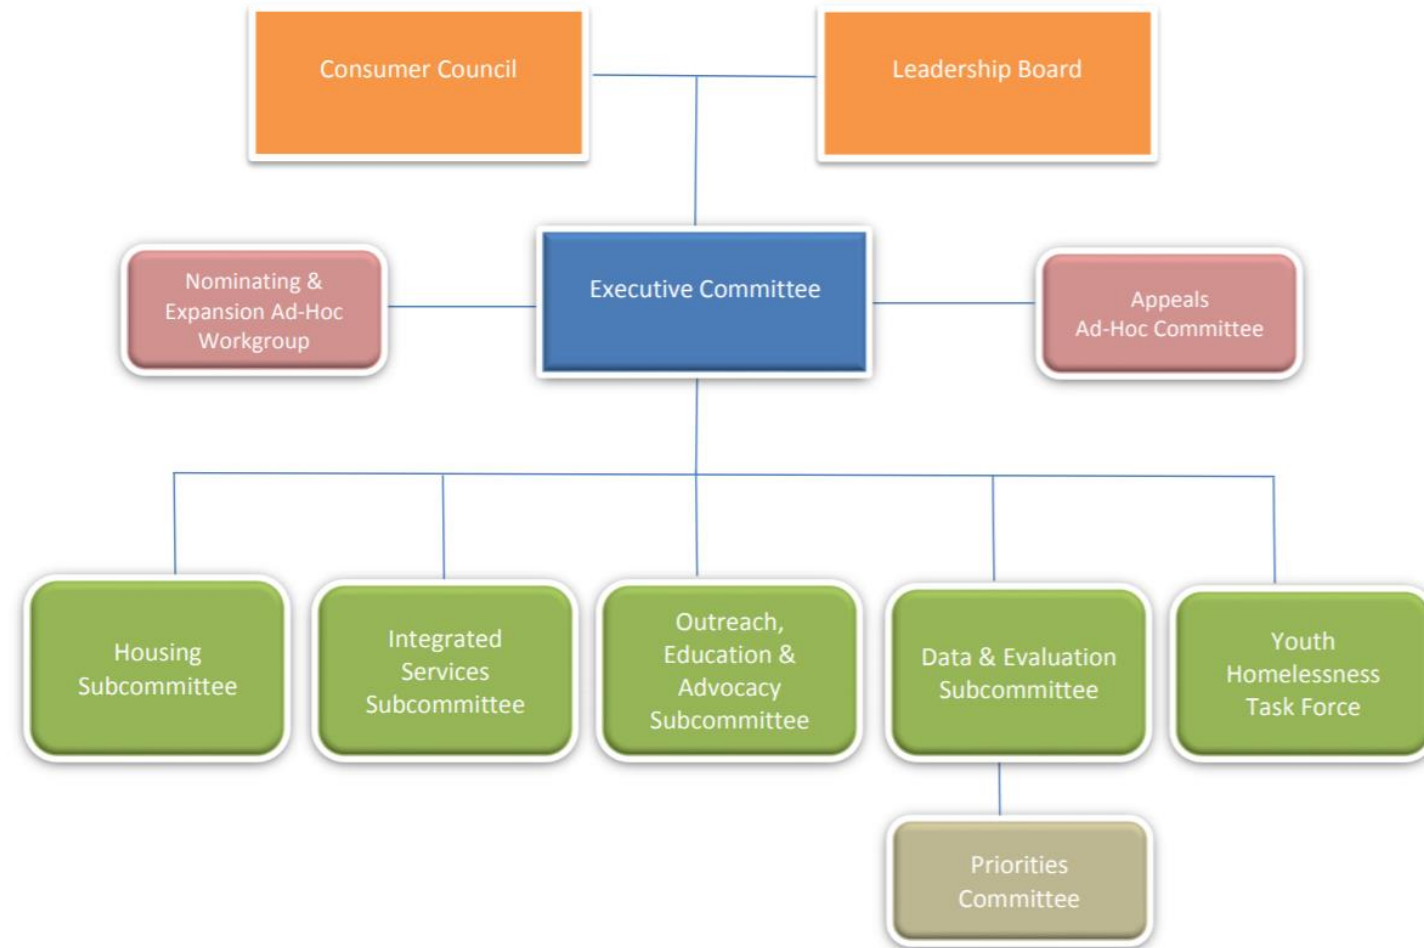 Consumer Council
Leadership Board
Executive Committee
Nominating &
Expansion Ad-Hoc
Workgroup
Appeals
Ad-Hoc Committee
Housing
Subcommittee
Integrated
Services
Subcommittee
Outreach,
Education &
Advocacy
Subcommittee
Data & Evaluation
Subcommittee
Youth
Homelessness
Task Force
Priorities
Committee